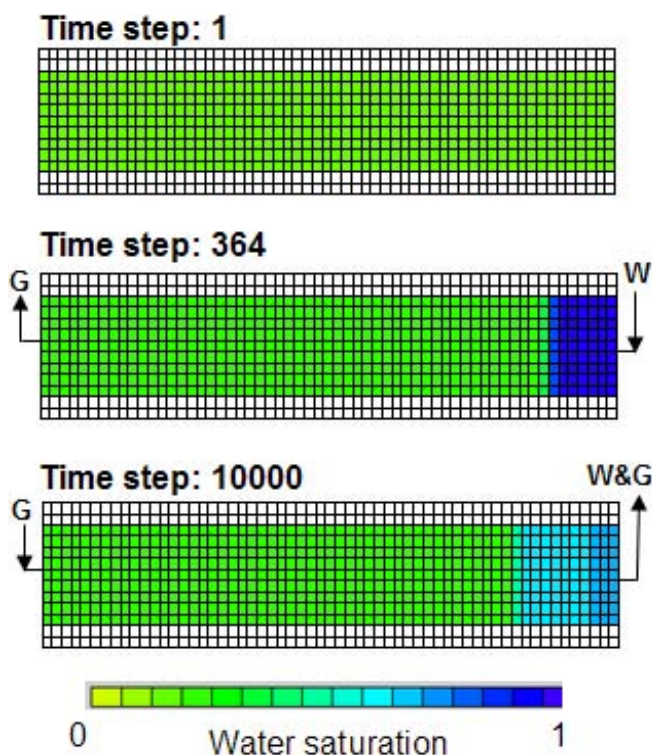 Time step: 1
Time step: 364
G
W
Time step: 10000
W&G
G
0
Water saturation
1